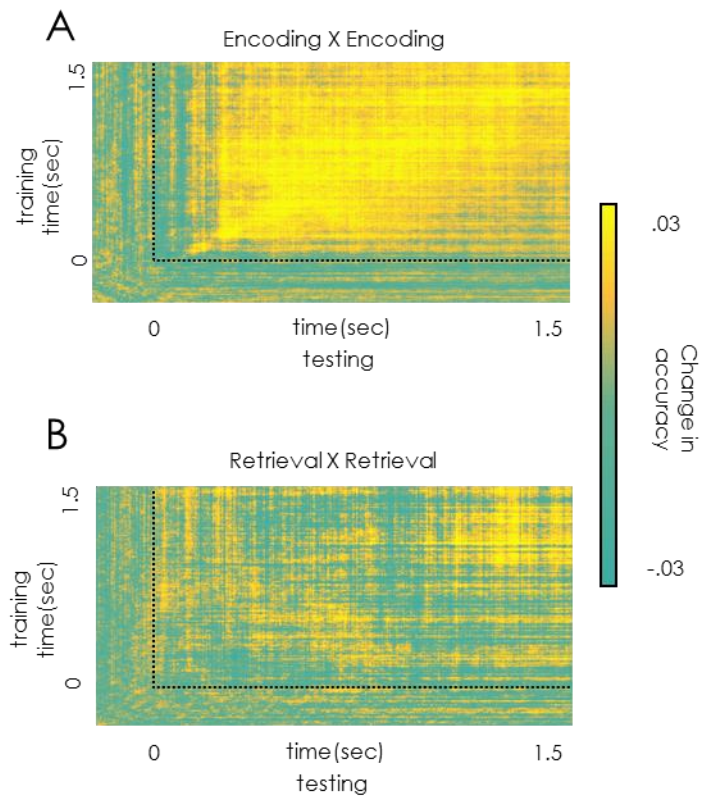 A
Encoding X Encoding
1.5
training
time(sec)
0
0
time(sec)
1.5
testing
.03
Change in
accuracy
-.03
B
Retrieval X Retrieval
1.5
training
time(sec)
0
0
time(sec)
1.5
testing